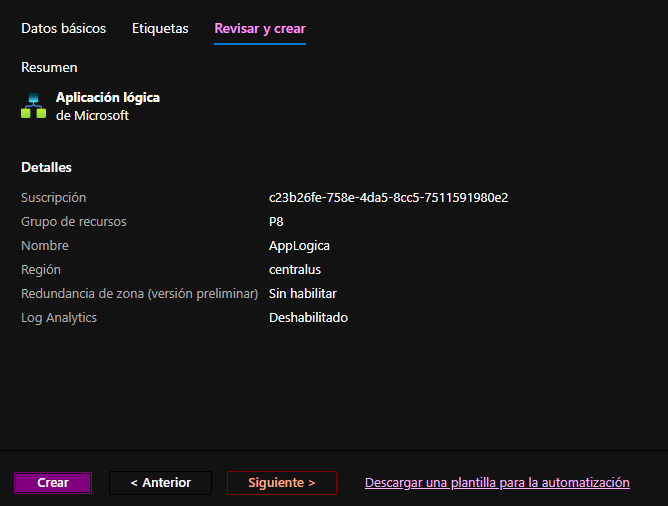 Datos básicos Etiquetas Revisar y crear
Resumen
Aplicación lógica
de Microsoft
Detalles
Suscripción c23b26fe-758e-4da5-8cc5-7511591980e2
Grupo de recursos P8
Nombre AppLogica
Región centralus
Redundancia de zona (versión preliminar) Sin habilitar
Log Analytics Deshabilitado
Crear < Anterior Siguiente > Descargar una plantilla para la automatización